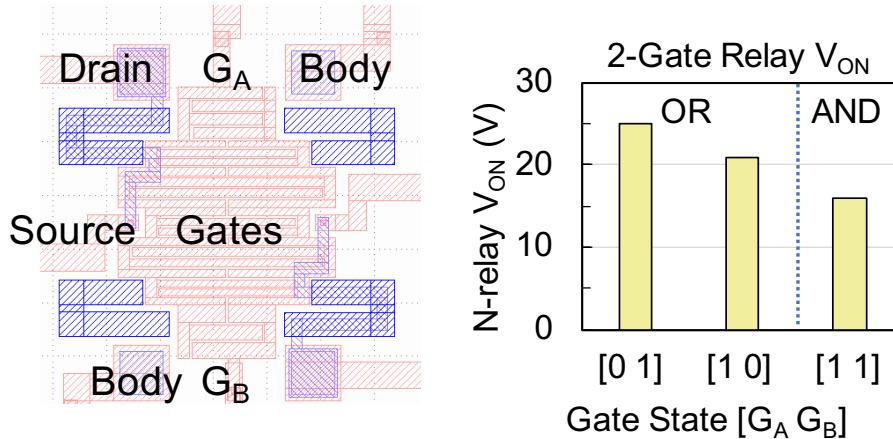 Drain G_A Body
Source Gates
Body G_B
2-Gate Relay V_ON
OR AND
N-relay V_ON (V)
30
20
10
0
[0 1] [1 0] [1 1]
Gate State [G_A G_B]